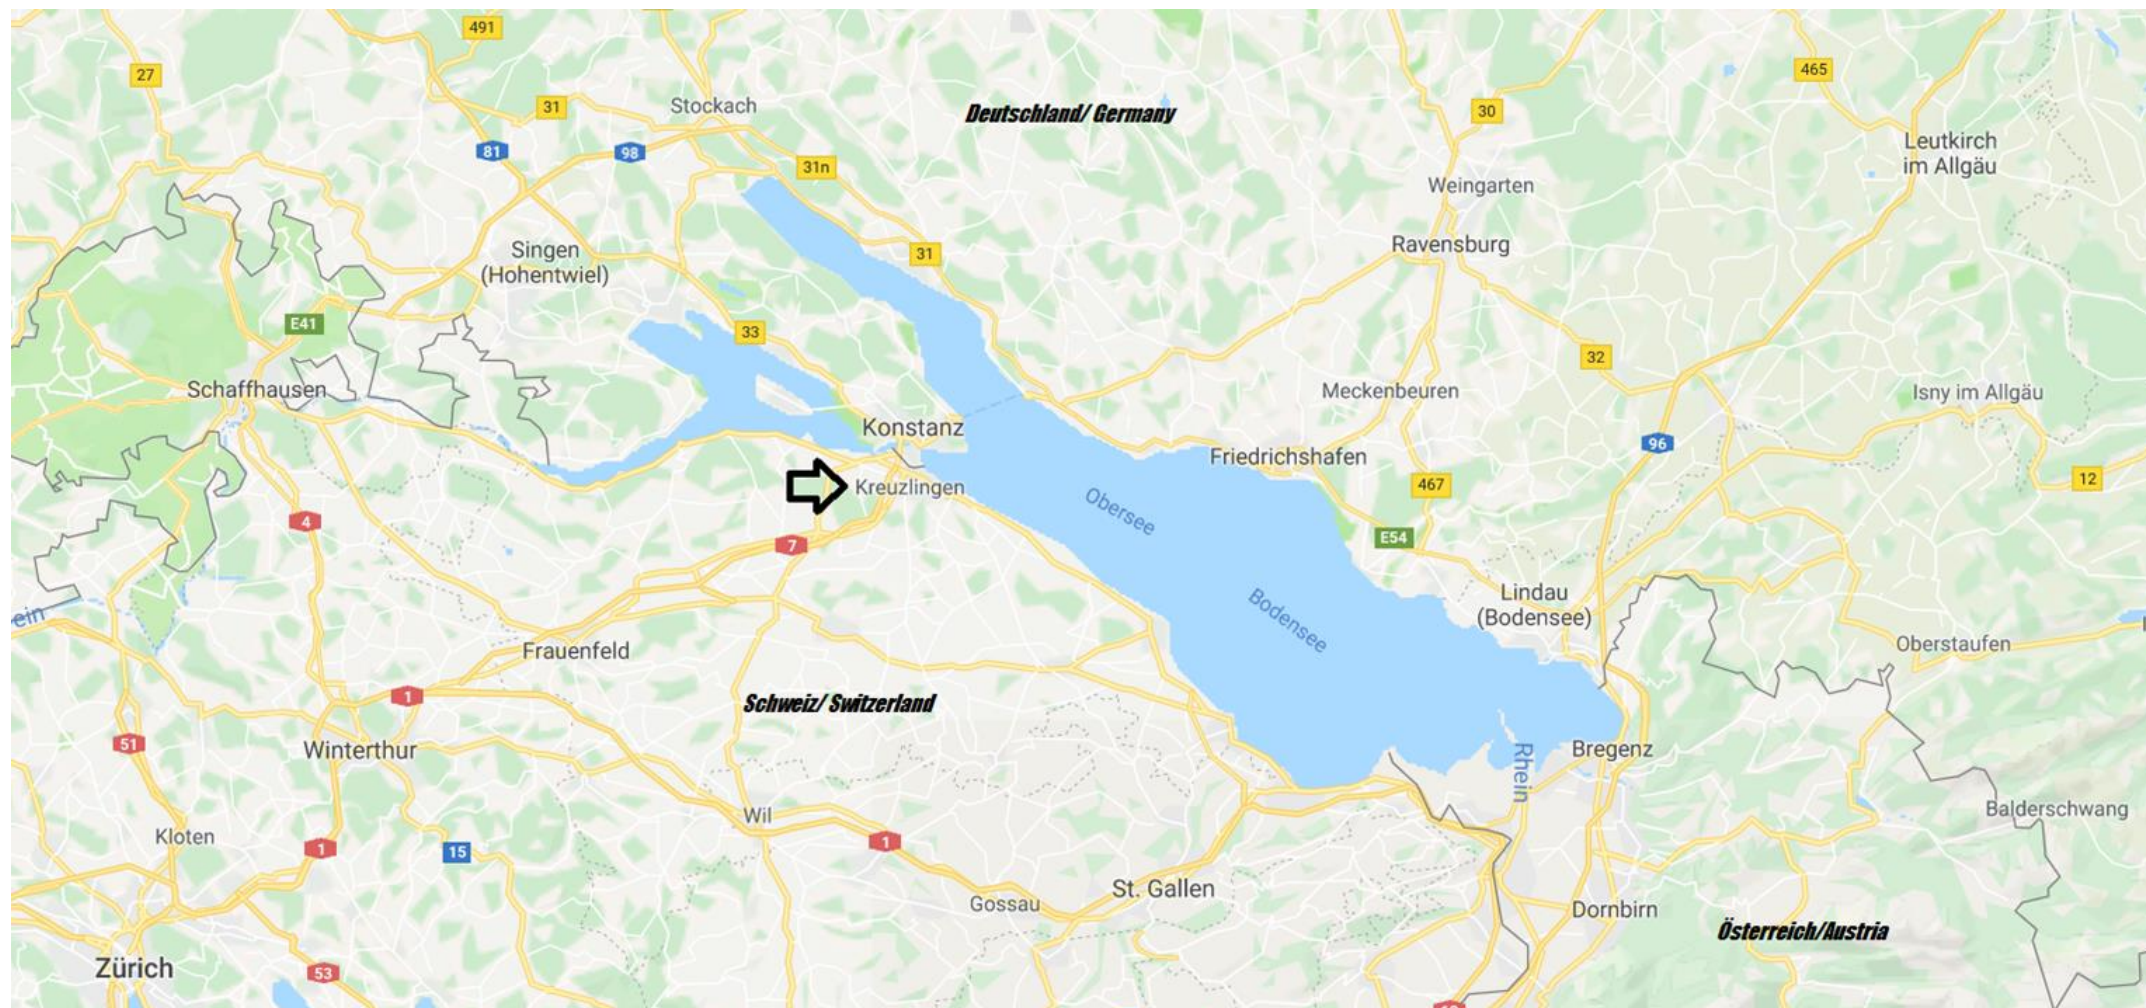 491
27
465
31
Stockach
Deutschland/ Germany
30
81
98
31n
Leutkirch
im Allgäu
Weingarten
Singen
(Hohentwiel)
31
Ravensburg
E41
33
32
Schaffhausen
Meckenbeuren
Isny im Allgäu
Konstanz
96
Friedrichshafen
12
Kreuzlingen
467
Obersee
4
7
E54
Lindau
(Bodensee)
Bodensee
ein
Frauenfeld
Oberstaufen
1
Schweiz/ Switzerland
51
Winterthur
Rhein
Bregenz
Wil
Balderschwang
Kloten
1
15
1
St. Gallen
Gossau
Dornbirn
Österreich/Austria
Zürich
53